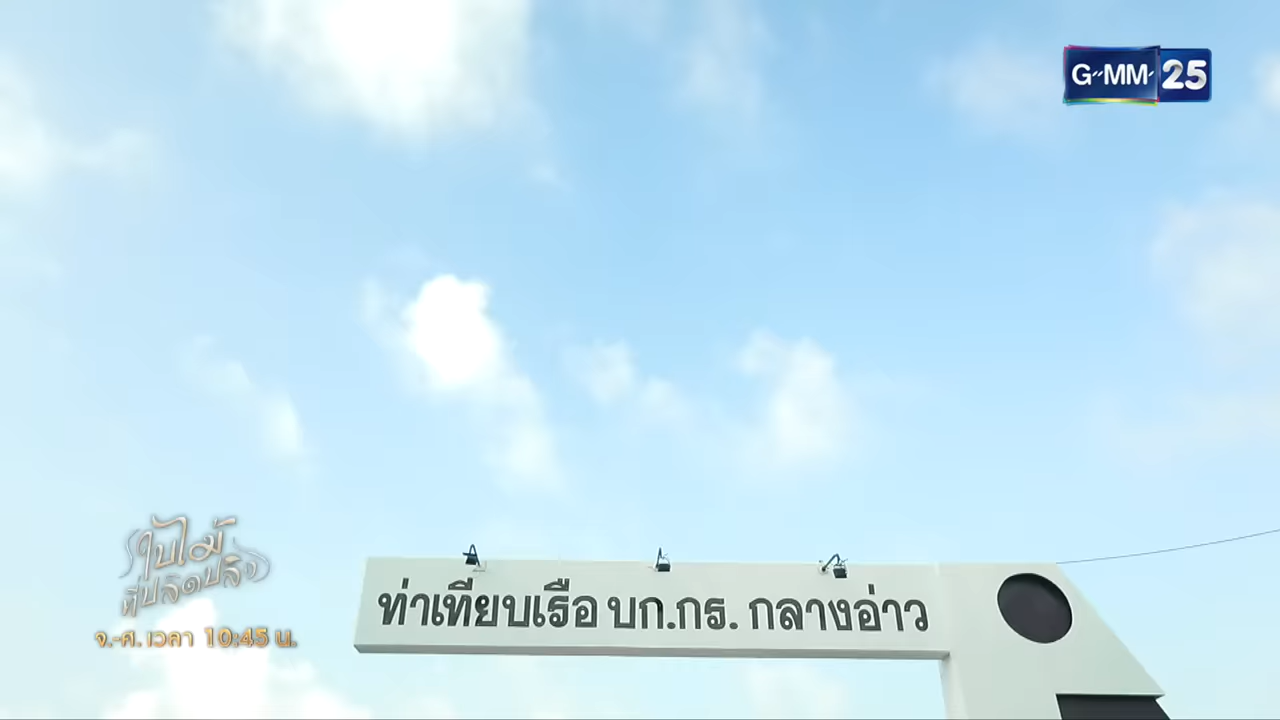 G"MM' 25
ใบไม้
ที่ปลิดปลิว
จ.-ศ. เวลา 10:45 น.
ท่าเทียบเรือ บก.กร. กลางอ่าว